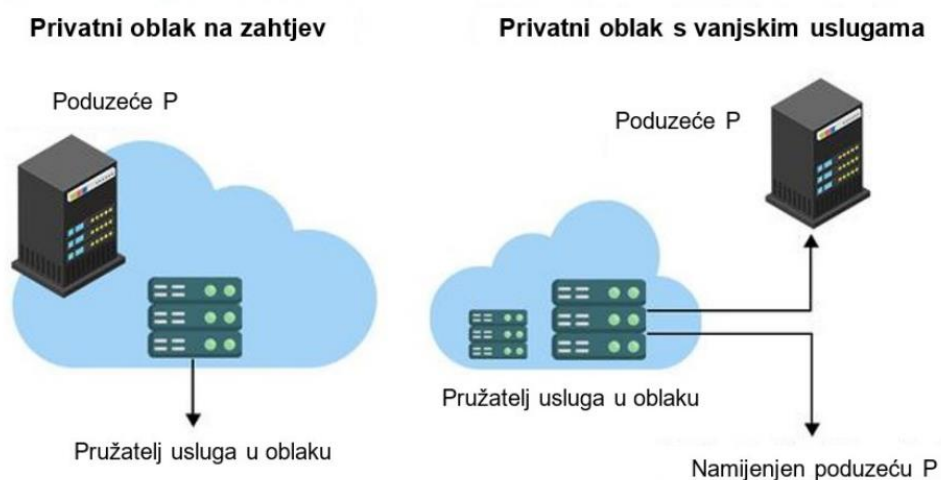 Privatni oblak na zahtjev
Poduzeće P
Pružatelj usluga u oblaku
Privatni oblak s vanjskim uslugama
Poduzeće P
Pružatelj usluga u oblaku
Namijenjen poduzeću P